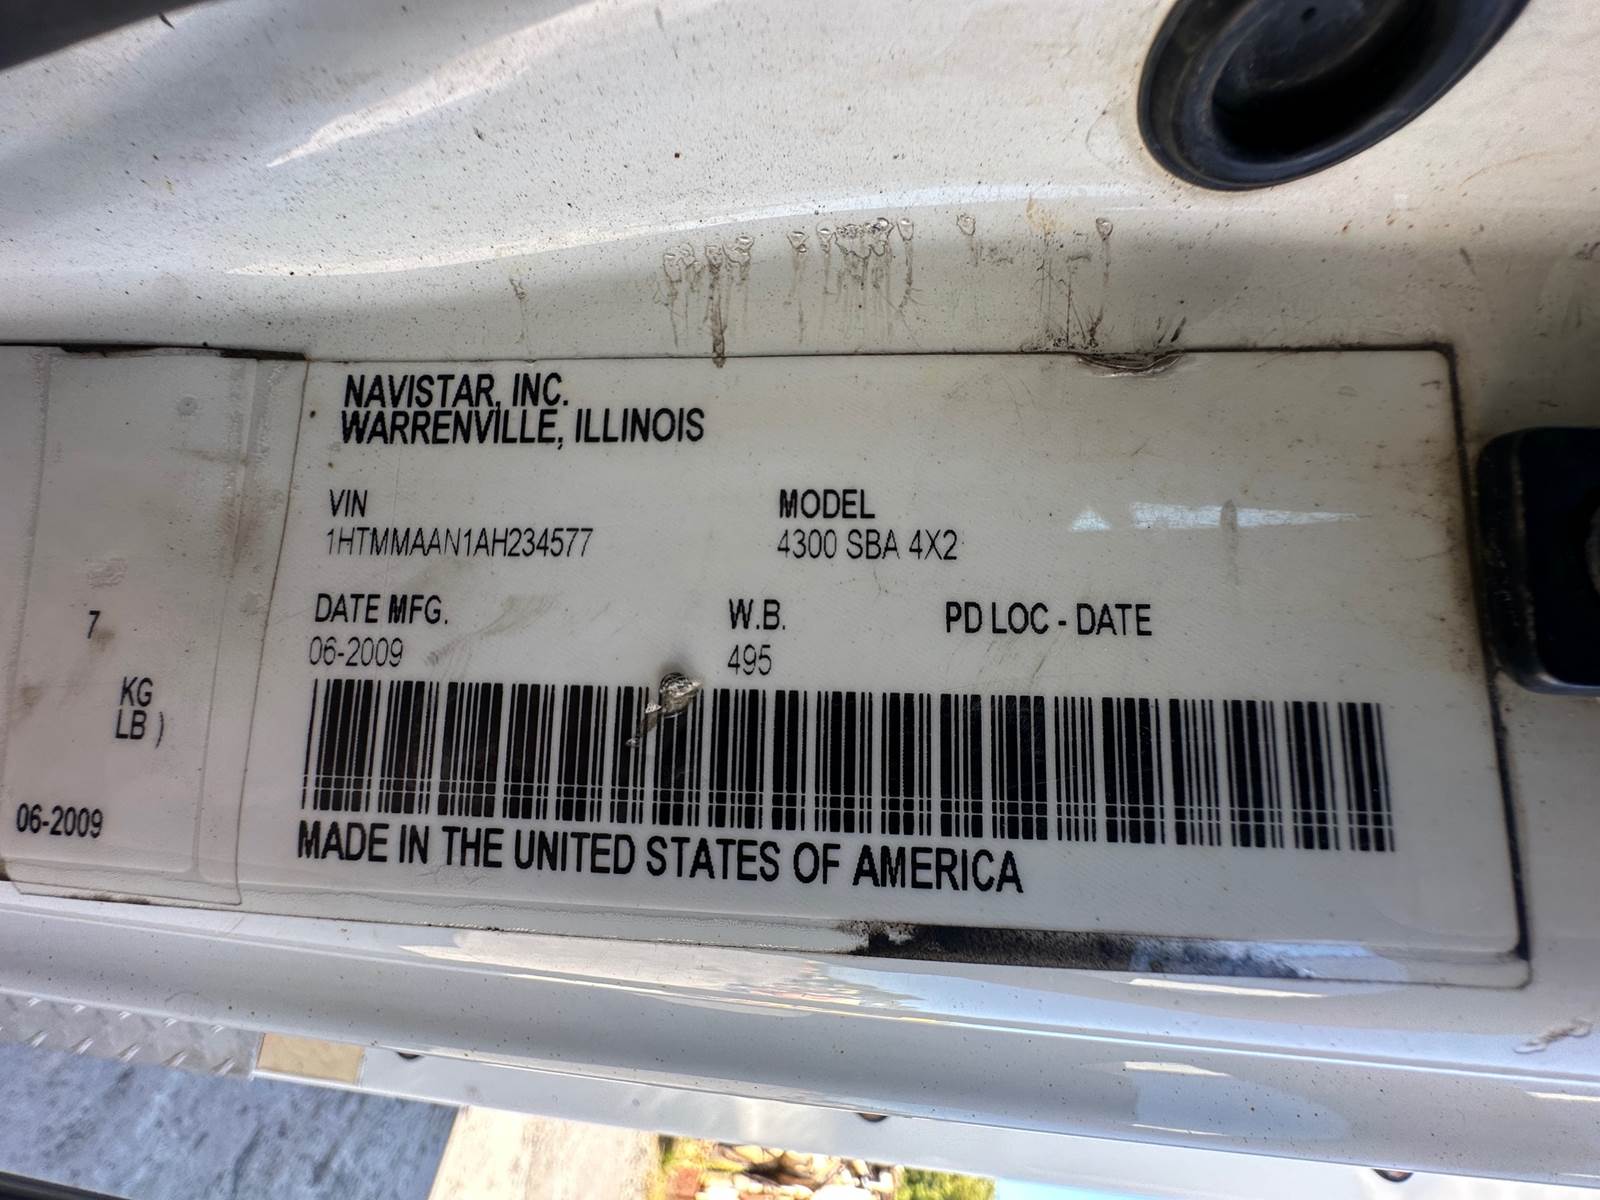 NAVISTAR, INC.
WARRENVILLE, ILLINOIS
VIN MODEL
1HTMMAAN1AH234577 4300 SBA 4X2
DATE MFG. W.B. PD LOC - DATE
06-2009 495
MADE IN THE UNITED STATES OF AMERICA
7
KG
LB )
06-2009